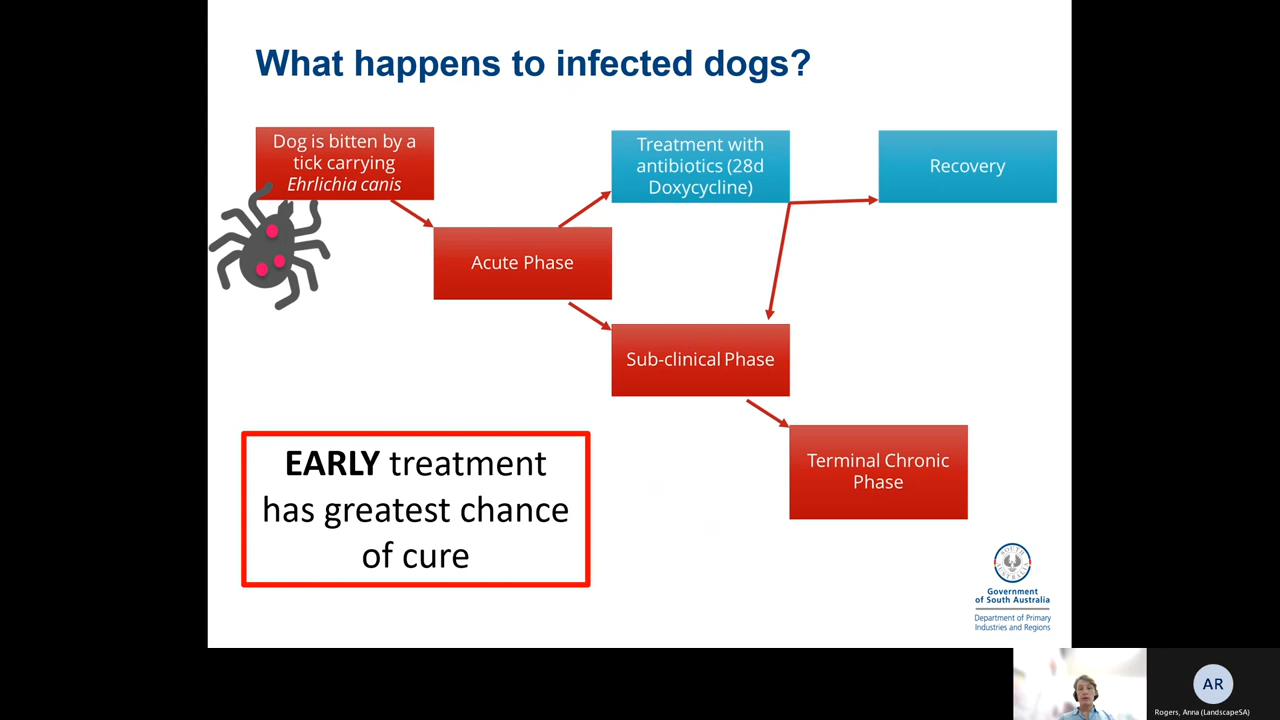 What happens to infected dogs?
Dog is bitten by a
tick carrying
Ehrlichia canis
Treatment with
antibiotics (28d
Doxycycline)
Recovery
Acute Phase
Sub-clinical Phase
Terminal Chronic
Phase
EARLY treatment
has greatest chance
of cure
SOUTH
AUSTRALIA
Government
of South Australia
Department of Primary
Industries and Regions
AR
Rogers, Anna (LandscapeSA)